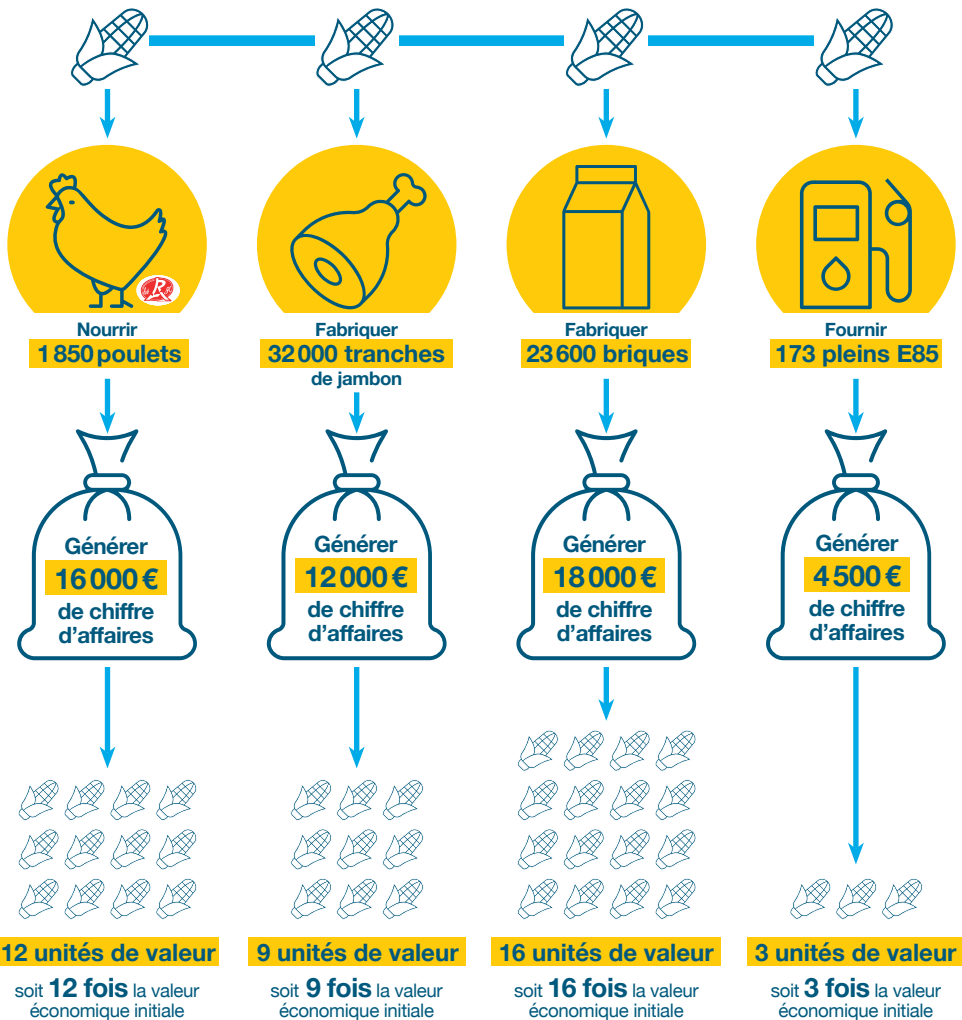 Nourrir
1 850 poulets
Fabriquer
32 000 tranches
de jambon
Fabriquer
23 600 briques
Fournir
173 pleins E85
Générer
16 000 €
de chiffre
d'affaires
Générer
12 000 €
de chiffre
d'affaires
Générer
18 000 €
de chiffre
d'affaires
Générer
4 500 €
de chiffre
d'affaires
12 unités de valeur
soit 12 fois la valeur
économique initiale
9 unités de valeur
soit 9 fois la valeur
économique initiale
16 unités de valeur
soit 16 fois la valeur
économique initiale
3 unités de valeur
soit 3 fois la valeur
économique initiale